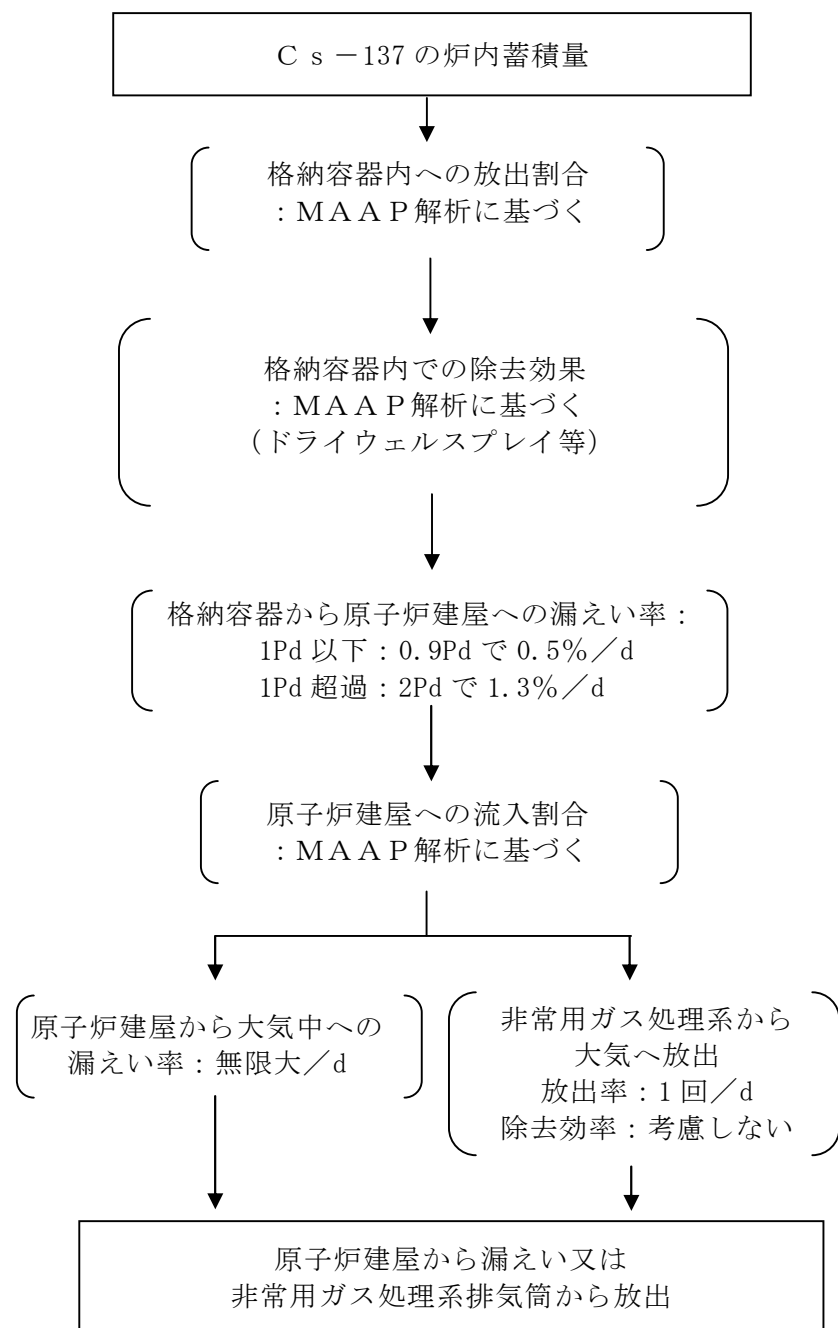 Ｃｓ－137 の炉内蓄積量
格納容器内への放出割合
：ＭＡＡＰ解析に基づく
格納容器内での除去効果
：ＭＡＡＰ解析に基づく
（ドライウェルスプレイ等）
格納容器から原子炉建屋への漏えい率：
1Pd 以下：0.9Pd で 0.5％／d
1Pd 超過：2Pd で 1.3％／d
原子炉建屋への流入割合
：ＭＡＡＰ解析に基づく
原子炉建屋から大気中への
漏えい率：無限大／d
非常用ガス処理系から
大気へ放出
放出率：1 回／d
除去効率：考慮しない
原子炉建屋から漏えい又は
非常用ガス処理系排気筒から放出